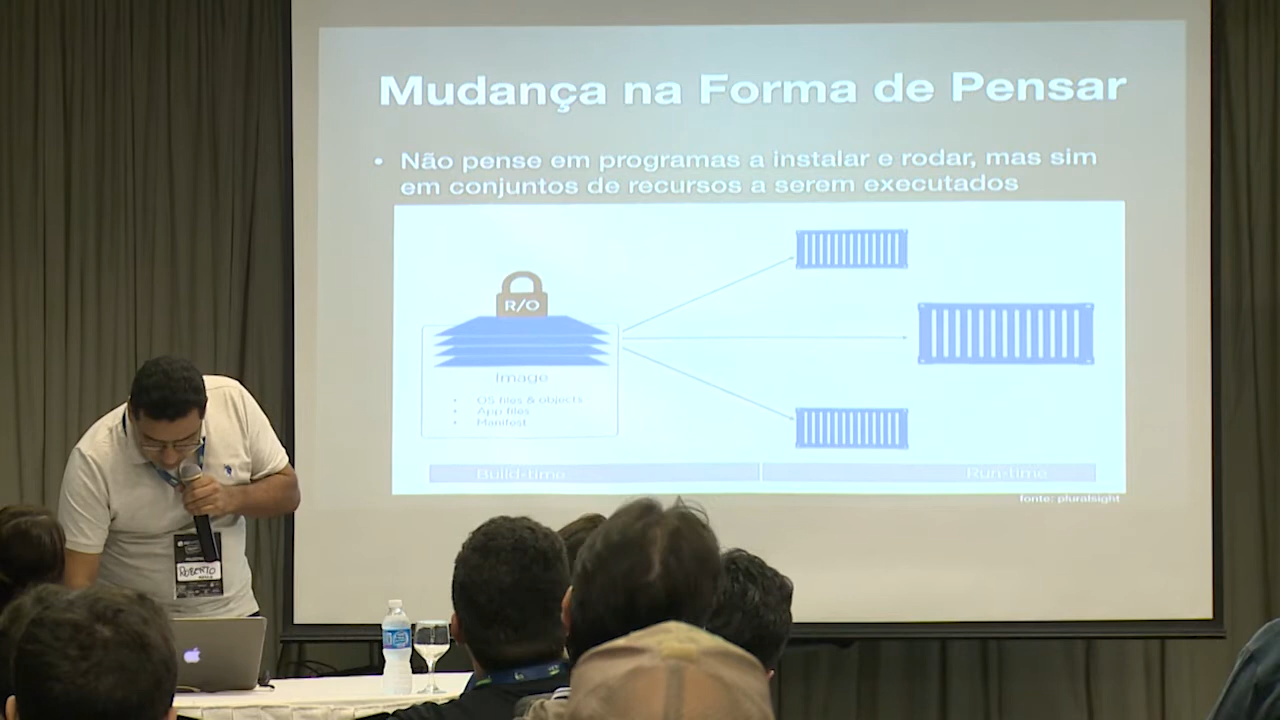 Mudança na Forma de Pensar
• Não pense em programas a instalar e rodar, mas sim
em conjuntos de recursos a serem executados
R/O
Image
• OS files & objects
• App files
• Manifest
Build-time
Run-time
fonte: pluralsight
ROBERTO